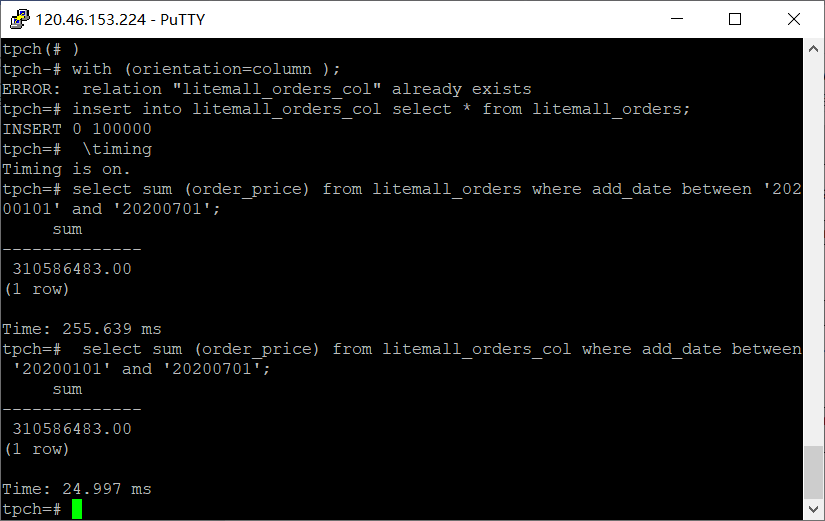 120.46.153.224 - PuTTY
tpch(# )
tpch-# with (orientation=column );
ERROR:  relation "litemall_orders_col" already exists
tpch=# insert into litemall_orders_col select * from litemall_orders;
INSERT 0 100000
tpch=#  \timing
Timing is on.
tpch=# select sum (order_price) from litemall_orders where add_date between '202
00101' and '20200701';
     sum
--------------
 310586483.00
(1 row)

Time: 255.639 ms
tpch=#  select sum (order_price) from litemall_orders_col where add_date between
 '20200101' and '20200701';
     sum
--------------
 310586483.00
(1 row)

Time: 24.997 ms
tpch=#